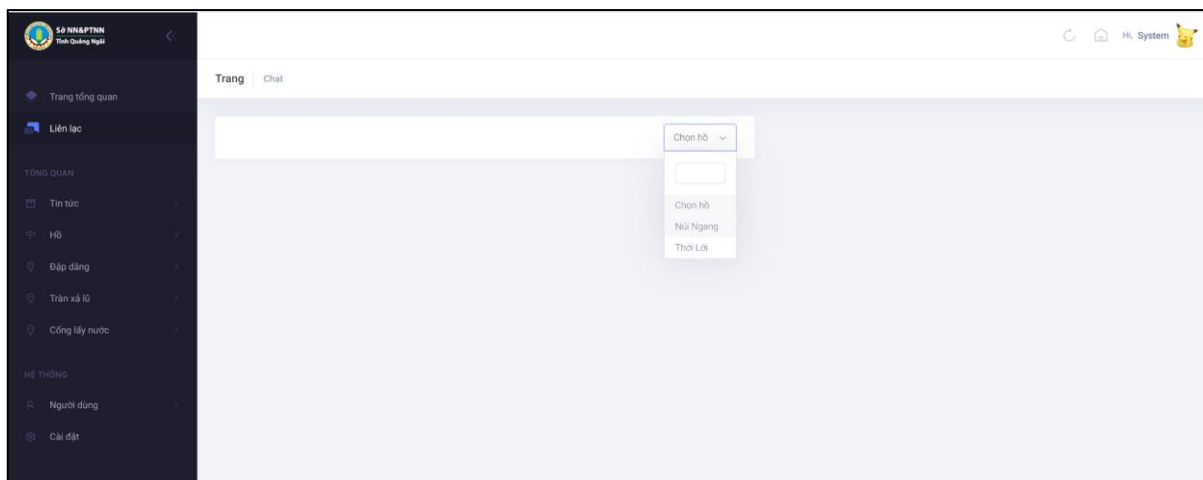 Sở NN&PTNN
Tỉnh Quảng Ngãi
Hi, System
Trang Chat
Trang tổng quan
Liên lạc
TỔNG QUAN
Tin tức
Hồ
Đập dâng
Tràn xả lũ
Cống lấy nước
HỆ THỐNG
Người dùng
Cài đặt
Chọn hồ
Chọn hồ
Núi Ngang
Thới Lới